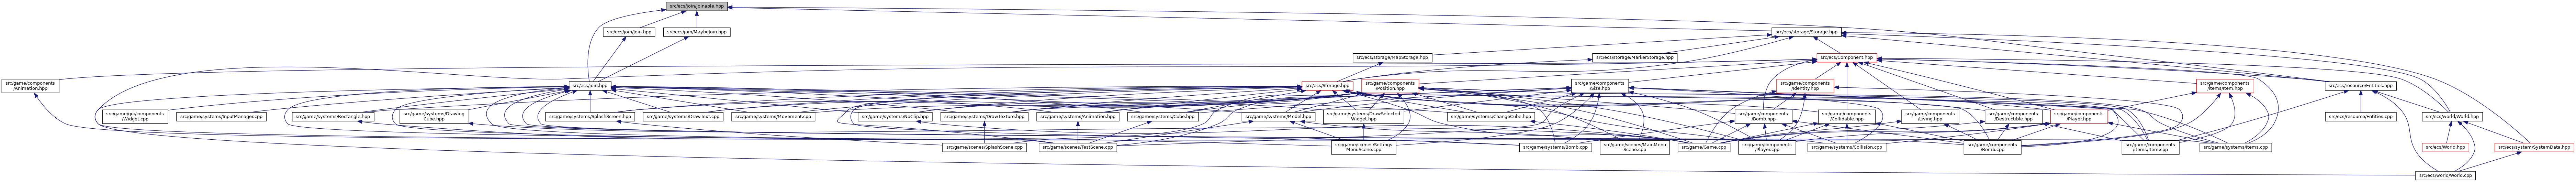 src/ecs/join/Joinable.hpp
src/ecs/join/Join.hpp
src/ecs/join/MaybeJoin.hpp
src/ecs/storage/Storage.hpp
src/ecs/storage/MapStorage.hpp
src/ecs/storage/MarkerStorage.hpp
src/ecs/Component.hpp
src/game/components
/Animation.hpp
src/ecs/join.hpp
src/ecs/Storage.hpp
src/game/components
/Position.hpp
src/game/components
/Size.hpp
src/game/components
/Identity.hpp
src/game/components
/items/Item.hpp
src/ecs/resource/Entities.hpp
src/game/gui/components
/Widget.cpp
src/game/systems/InputManager.cpp
src/game/systems/Rectangle.hpp
src/game/systems/Drawing
Cube.hpp
src/game/systems/SplashScreen.hpp
src/game/systems/DrawText.cpp
src/game/systems/Movement.cpp
src/game/systems/NoClip.hpp
src/game/systems/DrawTexture.hpp
src/game/systems/Animation.hpp
src/game/systems/Cube.hpp
src/game/systems/Model.hpp
src/game/systems/DrawSelected
Widget.hpp
src/game/systems/ChangeCube.hpp
src/game/components
/Bomb.hpp
src/game/components
/Collidable.hpp
src/game/components
/Living.hpp
src/game/components
/Destructible.hpp
src/game/components
/Player.hpp
src/ecs/resource/Entities.cpp
src/ecs/world/World.hpp
src/game/scenes/SplashScene.cpp
src/game/scenes/TestScene.cpp
src/game/scenes/Settings
MenuScene.cpp
src/game/systems/Bomb.cpp
src/game/scenes/MainMenu
Scene.cpp
src/game/Game.cpp
src/game/components
/Player.cpp
src/game/systems/Collision.cpp
src/game/components
/Bomb.cpp
src/game/components
/items/Item.cpp
src/game/systems/Items.cpp
src/ecs/World.hpp
src/ecs/system/SystemData.hpp
src/ecs/world/World.cpp